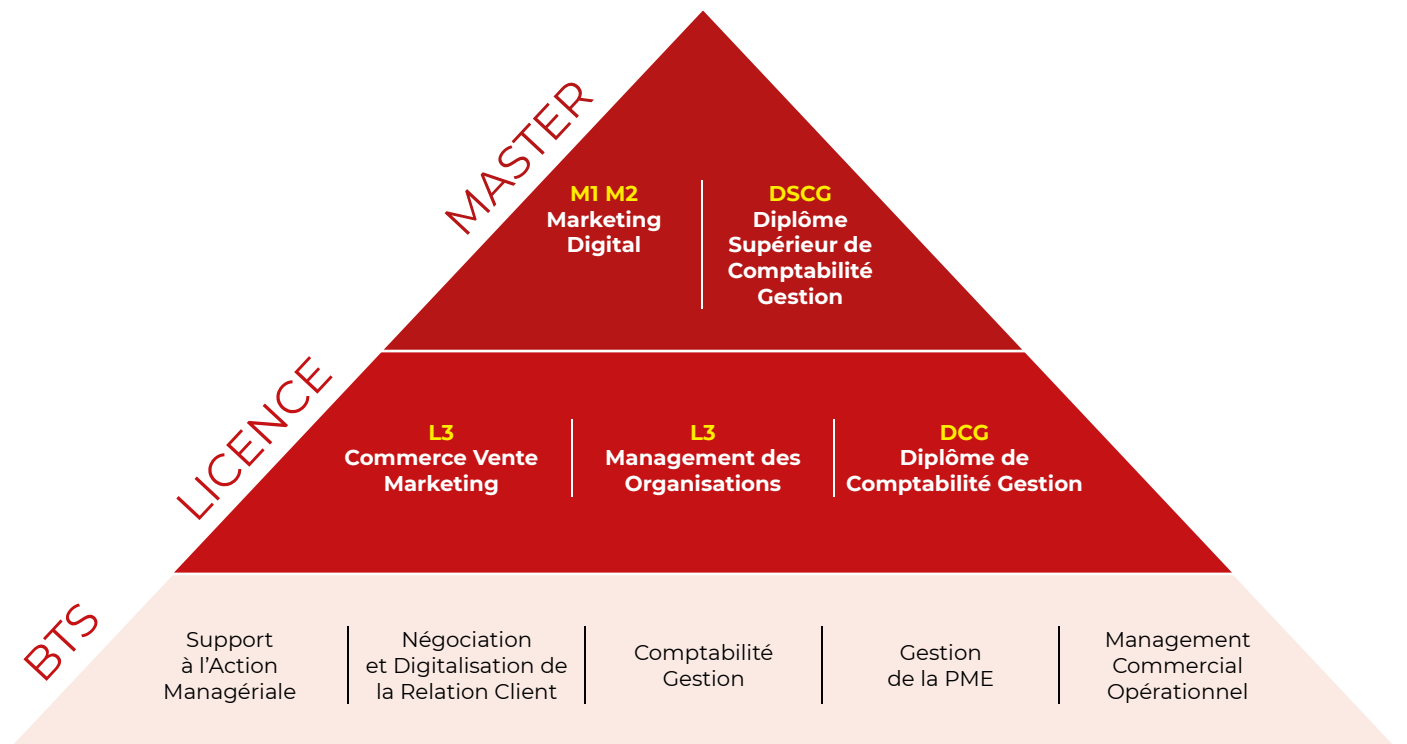 MASTER
M1 M2
Marketing
Digital
DSCG
Diplôme
Supérieur de
Comptabilité
Gestion
LICENCE
L3
Commerce Vente
Marketing
L3
Management des
Organisations
DCG
Diplôme de
Comptabilité Gestion
BTS
Support
à l’Action
Managériale
Négociation
et Digitalisation de
la Relation Client
Comptabilité
Gestion
Gestion
de la PME
Management
Commercial
Opérationnel